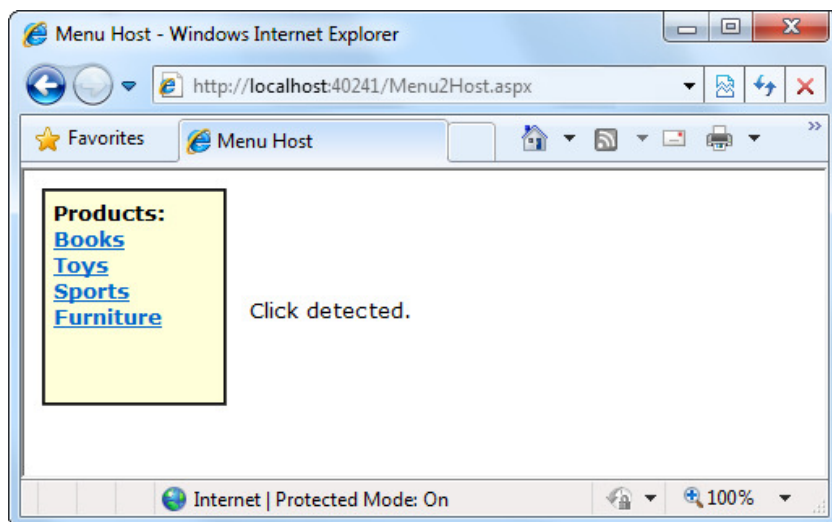 Menu Host - Windows Internet Explorer
http://localhost:40241/Menu2Host.aspx
Favorites
Menu Host
Products:
Books
Toys
Sports
Furniture
Click detected.
Internet | Protected Mode: On
100%